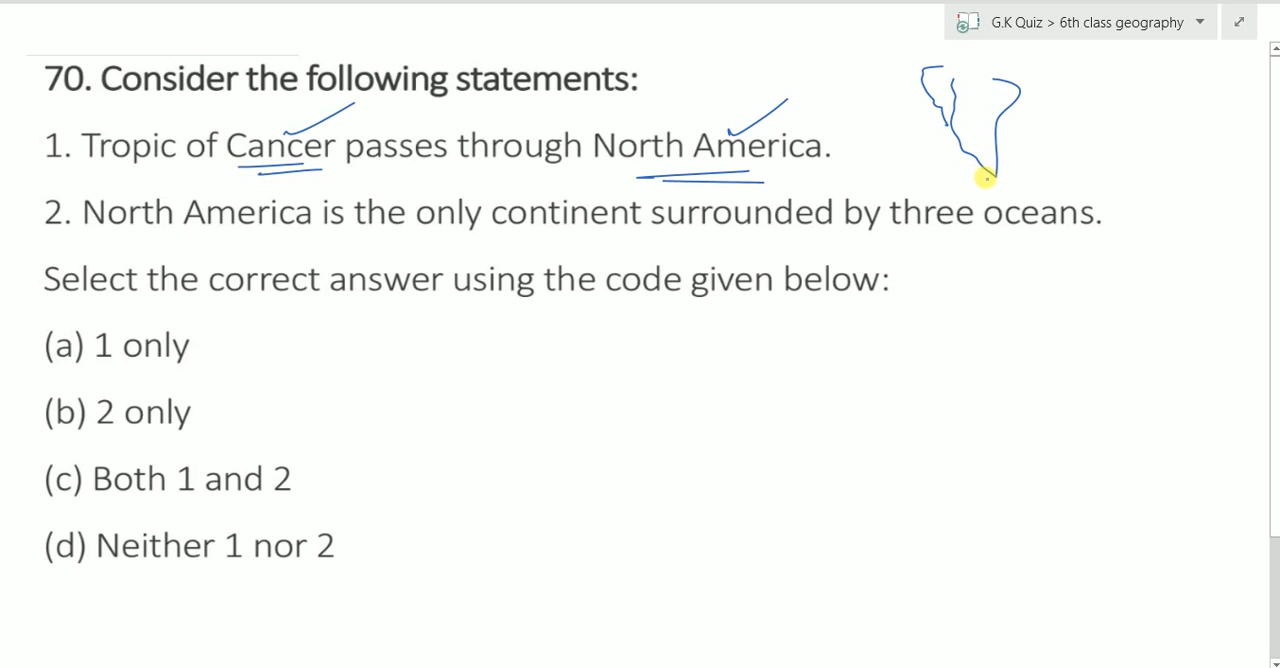 G.K Quiz > 6th class geography
70. Consider the following statements:
1. Tropic of Cancer passes through North America.
2. North America is the only continent surrounded by three oceans.
Select the correct answer using the code given below:
(a) 1 only
(b) 2 only
(c) Both 1 and 2
(d) Neither 1 nor 2